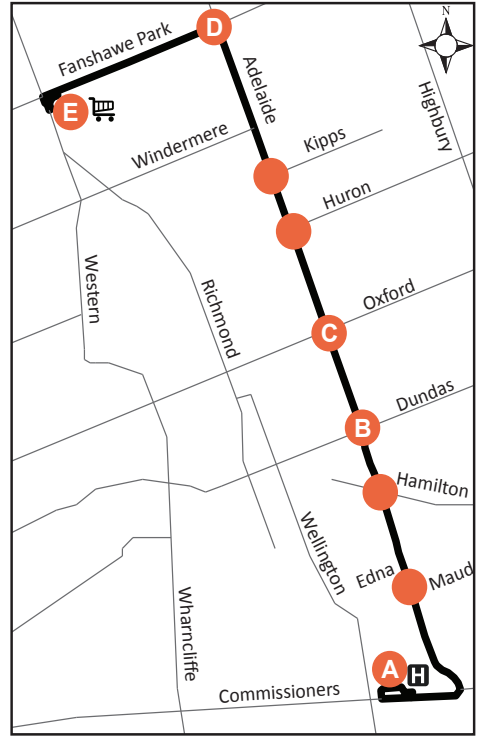 N
D
Fanshawe Park
Adelaide
Highbury
E
Windermere
Kipps
Huron
Western
Richmond
Oxford
C
Dundas
B
Hamilton
Wellington
Edna
Maud
Wharncliffe
A
H
Commissioners